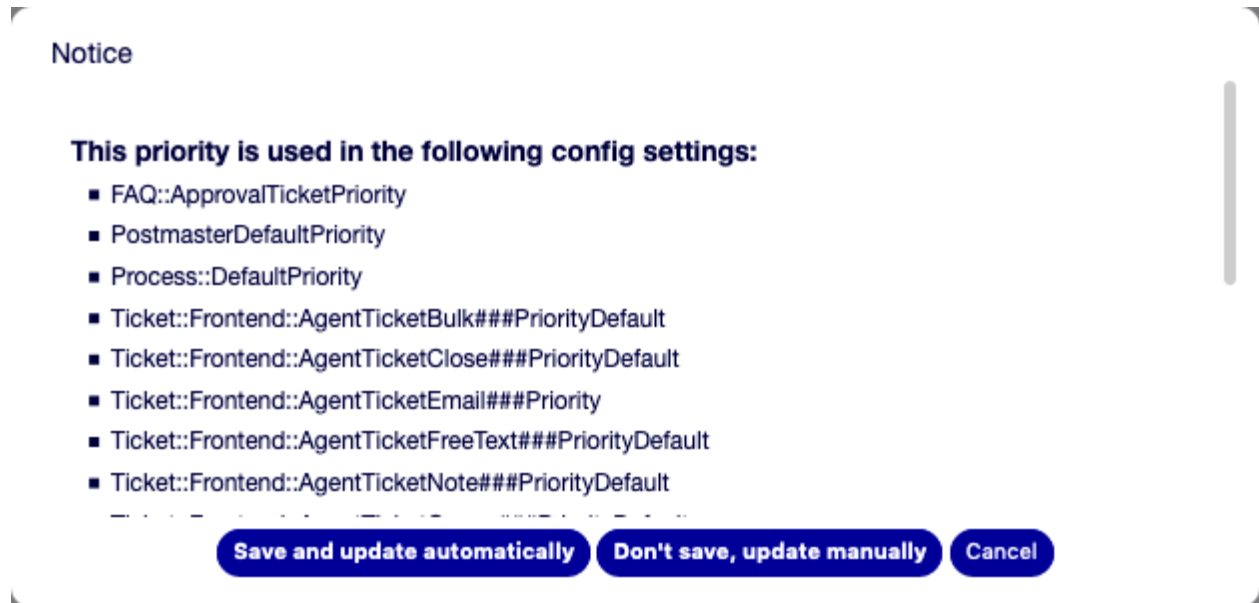 Notice
This priority is used in the following config settings:
FAQ::ApprovalTicketPriority
PostmasterDefaultPriority
Process::DefaultPriority
Ticket::Frontend::AgentTicketBulk###PriorityDefault
Ticket::Frontend::AgentTicketClose###PriorityDefault
Ticket::Frontend::AgentTicketEmail###Priority
Ticket::Frontend::AgentTicketFreeText###PriorityDefault
Ticket::Frontend::AgentTicketNote###PriorityDefault
Save and update automatically Don't save, update manually Cancel